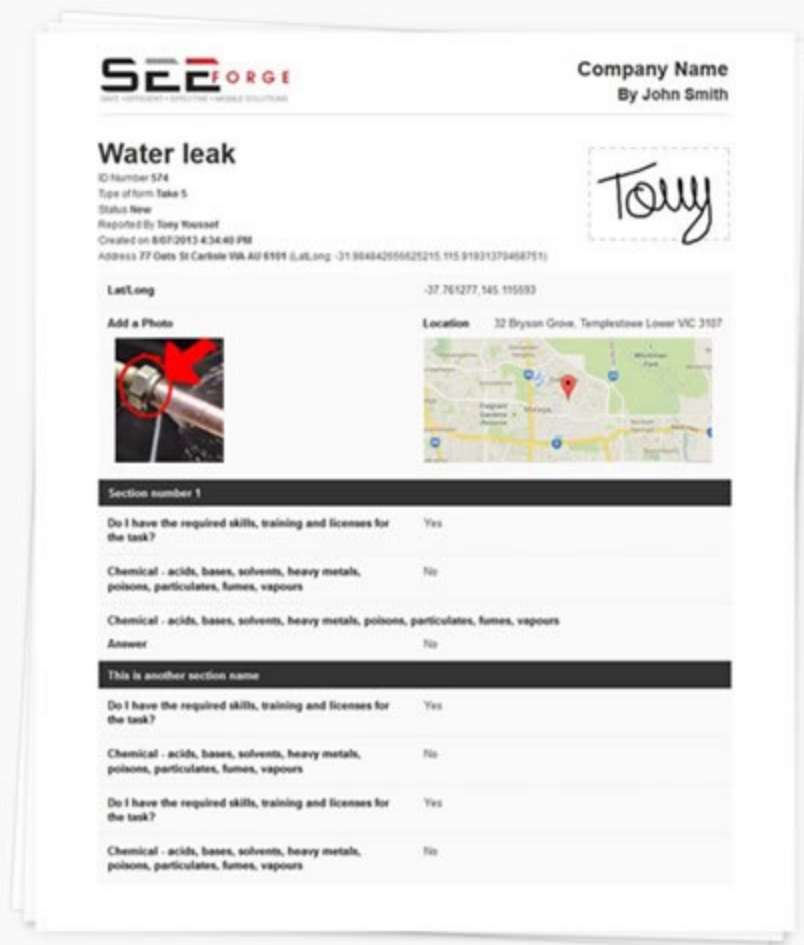 SEE FORGE
SAFE • EFFICIENT • EFFECTIVE • MOBILE SOLUTIONS
Company Name
By John Smith
Water leak
ID Number 574
Type of form Take 5
Status New
Reported By Tony Youssef
Created on 8/07/2013 4:34:40 PM
Address 77 Oats St Carlisle WA AU 6101 (Lat/Long: -31.984842656625215,115.91931370468751)
Tony
Lat/Long -37.761277,145.115593
Add a Photo
Location 32 Bryson Grove, Templestowe Lower VIC 3107
Malaga
Section number 1
Do I have the required skills, training and licenses for Yes
the task?
Chemical - acids, bases, solvents, heavy metals, No
poisons, particulates, fumes, vapours
Chemical - acids, bases, solvents, heavy metals, poisons, particulates, fumes, vapours
Answer No
This is another section name
Do I have the required skills, training and licenses for Yes
the task?
Chemical - acids, bases, solvents, heavy metals, No
poisons, particulates, fumes, vapours
Do I have the required skills, training and licenses for Yes
the task?
Chemical - acids, bases, solvents, heavy metals, No
poisons, particulates, fumes, vapours